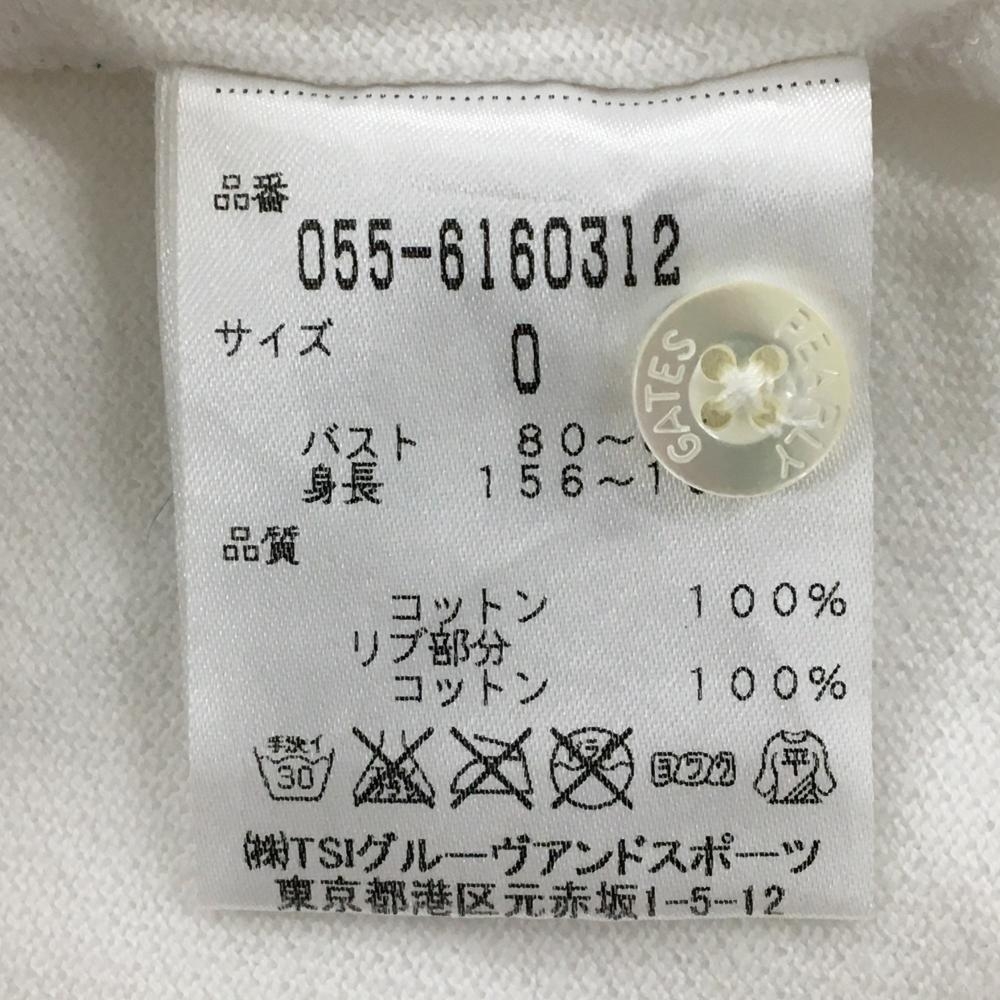 品番
055-6160312
サイズ 0
バスト 80～
身長 156～1
品質
コットン 100%
リブ部分
コットン 100%
手洗イ
30
ヨワク
平
㈱TSIグルーヴアンドスポーツ
東京都港区元赤坂1-5-12
PEARLY
GATES